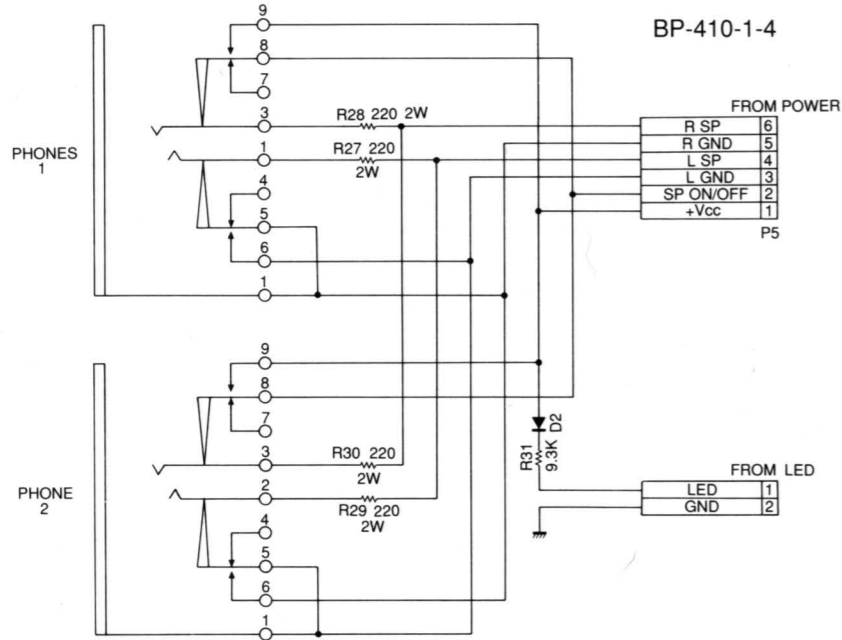 BP-410-1-4
PHONES
1
9
8
7
3
1
4
5
6
1
R28 220 2W
R27 220
2W
FROM POWER
R SP 6
R GND 5
L SP 4
L GND 3
SP ON/OFF 2
+Vcc 1
P5
PHONE
2
9
8
7
3
2
4
5
6
1
R30 220
2W
R29 220
2W
D2
R31
9.3K
FROM LED
LED 1
GND 2